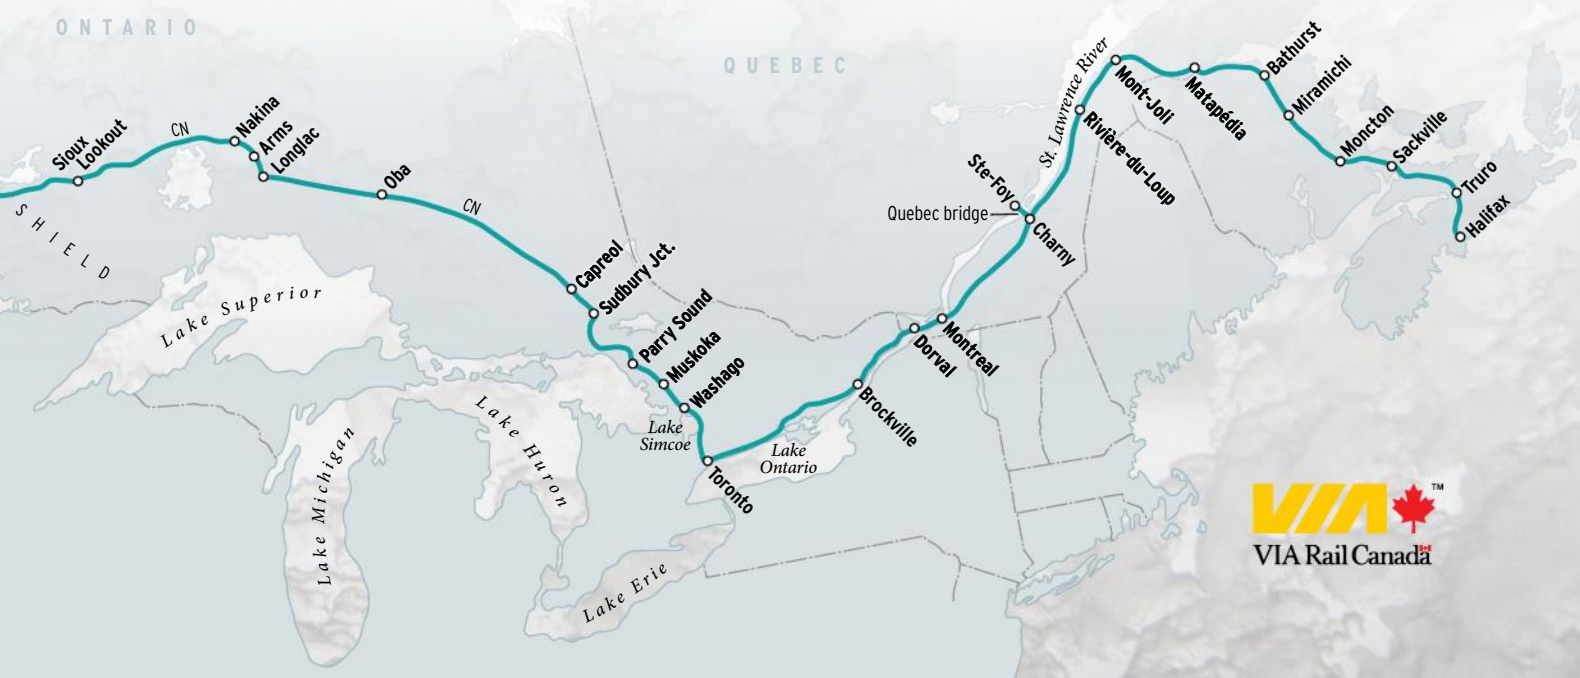 ONTARIO
QUEBEC
Sioux
Lookout
CN
Nakina
Arms
Longlac
Oba
CN
SHIELD
Capreol
Sudbury Jct.
Parry Sound
Muskoka
Washago
Toronto
Brockville
Dorval
Montreal
Charny
Ste-Foy
Quebec bridge
Rivière-du-Loup
St. Lawrence River
Mont-Joli
Matapédia
Bathurst
Miramichi
Moncton
Sackville
Truro
Halifax
Lake Superior
Lake Michigan
Lake Huron
Lake
Simcoe
Lake
Ontario
Lake Erie
VIA
TM
VIA Rail Canada